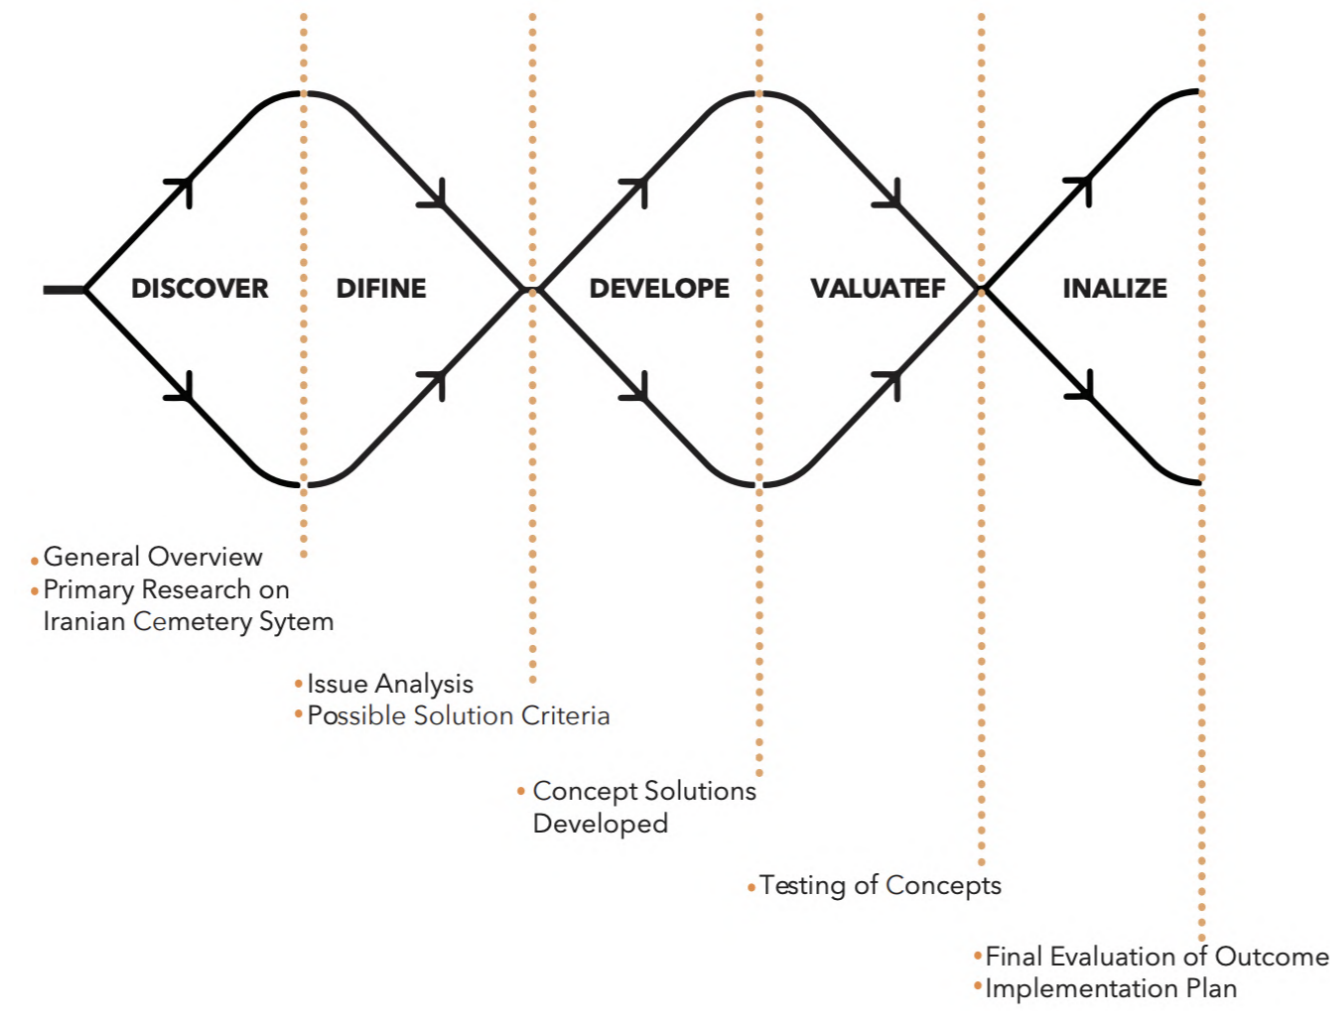 DISCOVER
DIFINE
DEVELOPE
VALUATEF
INALIZE
General Overview
Primary Research on
Iranian Cemetery Sytem
Issue Analysis
Possible Solution Criteria
Concept Solutions
Developed
Testing of Concepts
Final Evaluation of Outcome
Implementation Plan